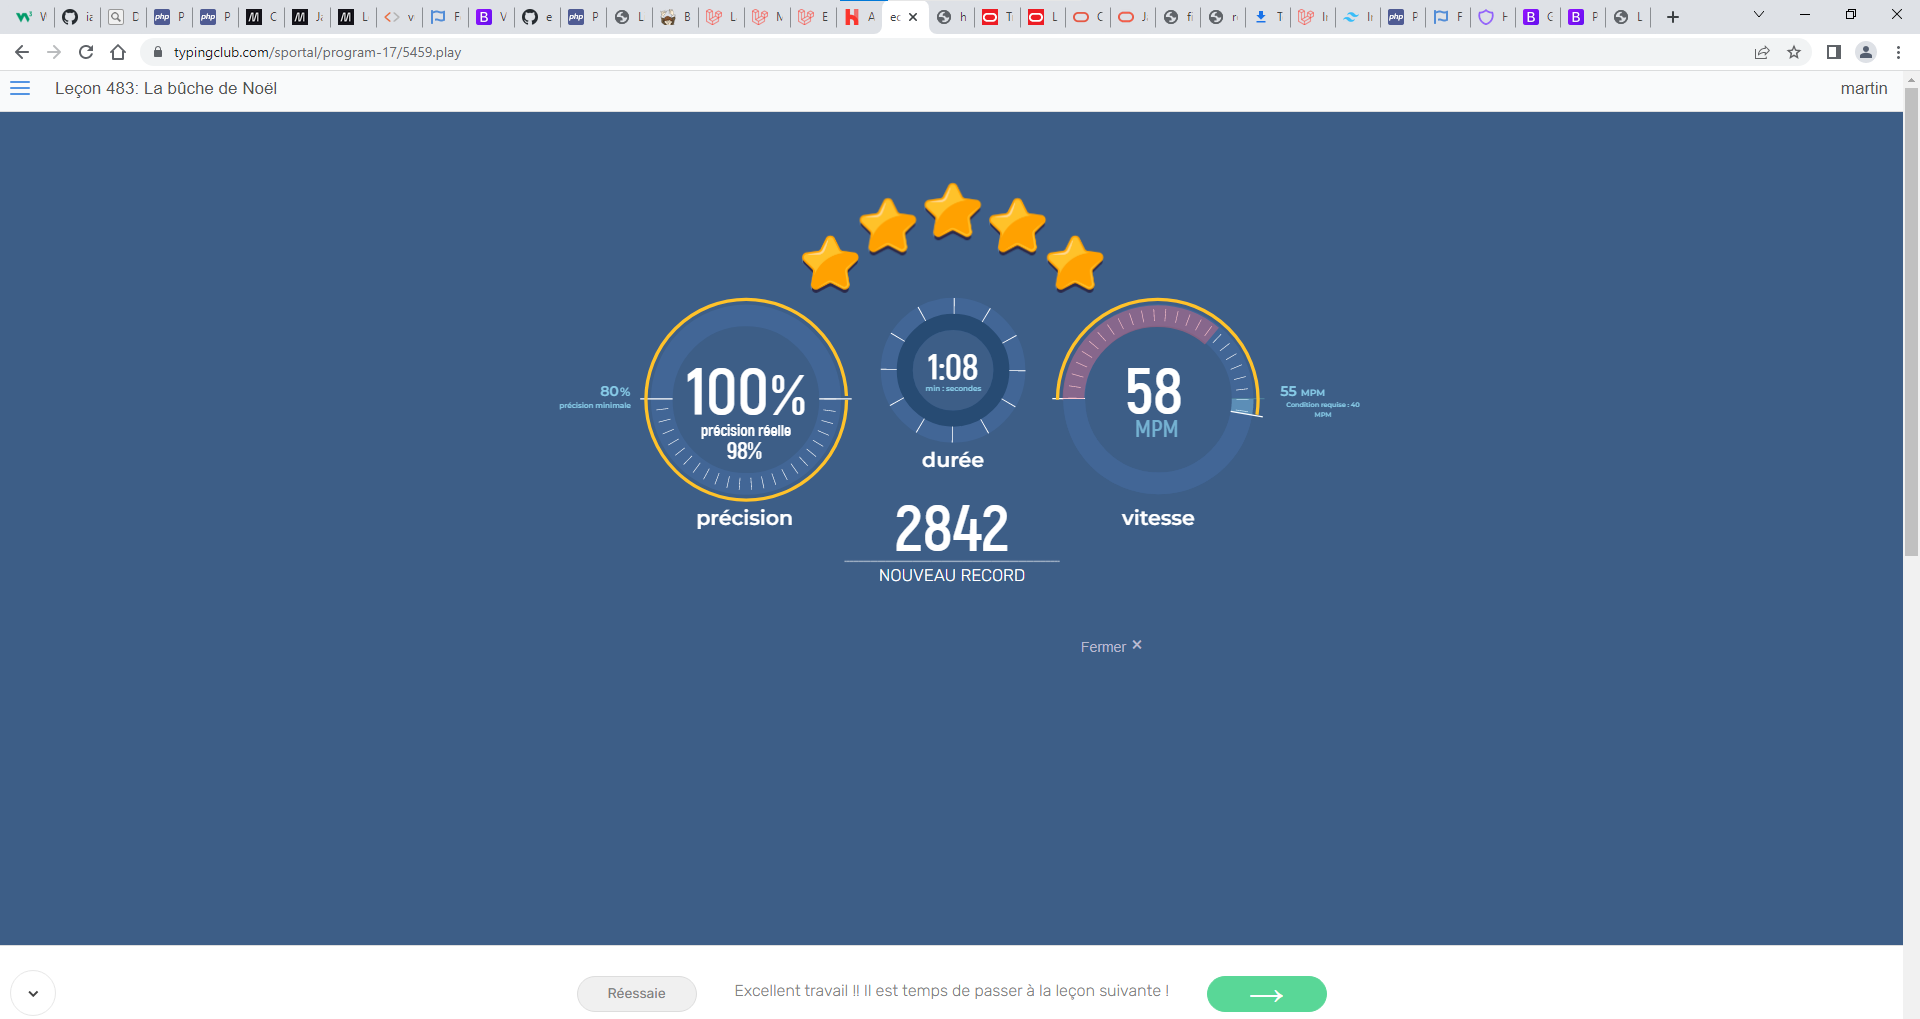 typingclub.com/sportal/program-17/5459.play
Leçon 483: La bûche de Noël
martin
80%
précision minimale
100%
précision réelle
98%
précision
1:08
min : secondes
durée
58
MPM
vitesse
55 MPM
Condition requise : 40
MPM
2842
NOUVEAU RECORD
Fermer ×
Réessaie
Excellent travail !! Il est temps de passer à la leçon suivante !